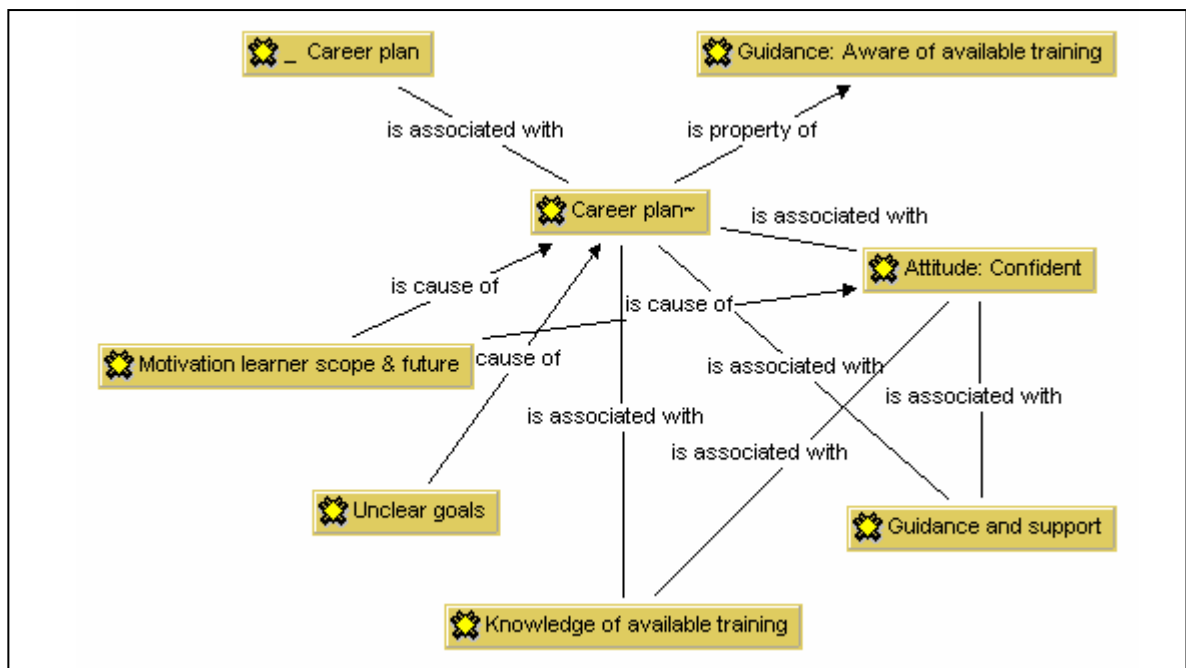 _ Career plan
Guidance: Aware of available training
is associated with
is property of
Career plan~
is associated with
Attitude: Confident
is cause of
is cause of
Motivation learner scope & future
cause of
is associated with
is associated with
is associated with
is associated with
Unclear goals
Guidance and support
Knowledge of available training